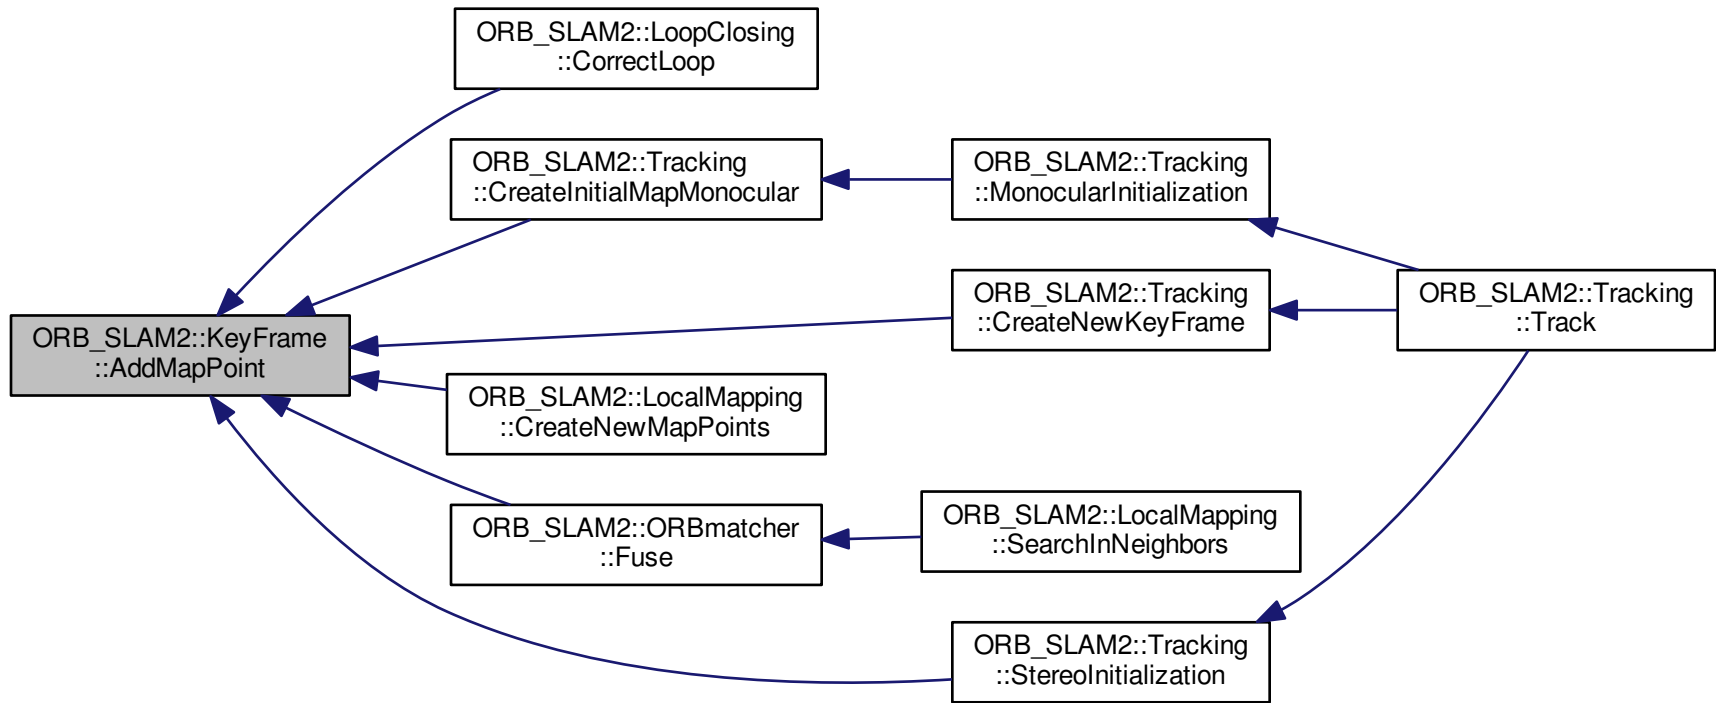 ORB_SLAM2::LoopClosing
::CorrectLoop
ORB_SLAM2::Tracking
::CreateInitialMapMonocular
ORB_SLAM2::Tracking
::MonocularInitialization
ORB_SLAM2::Tracking
::CreateNewKeyFrame
ORB_SLAM2::Tracking
::Track
ORB_SLAM2::KeyFrame
::AddMapPoint
ORB_SLAM2::LocalMapping
::CreateNewMapPoints
ORB_SLAM2::ORBmatcher
::Fuse
ORB_SLAM2::LocalMapping
::SearchInNeighbors
ORB_SLAM2::Tracking
::StereoInitialization